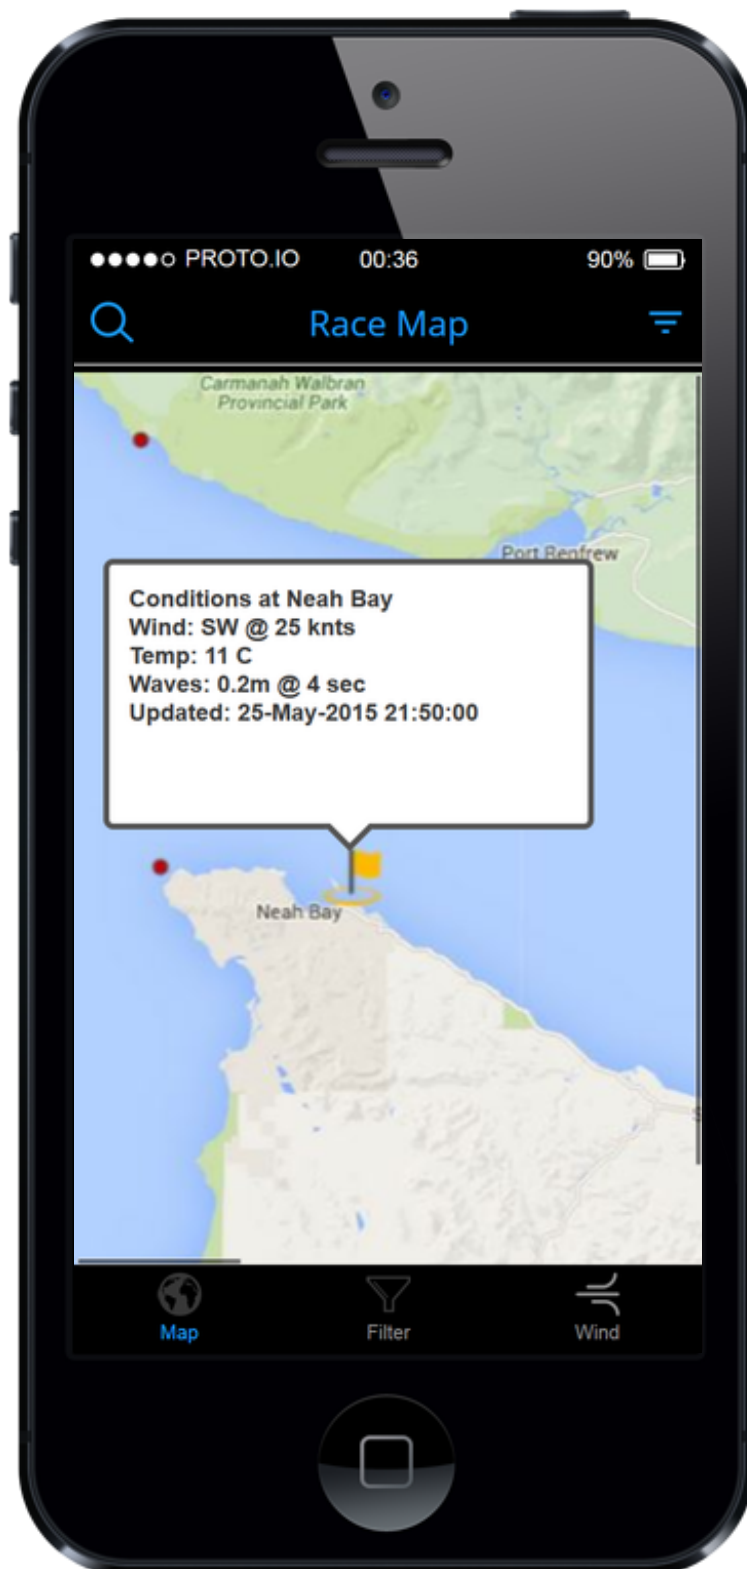 PROTO.IO 00:36 90%
Race Map
Carmanah Walbran
Provincial Park
Port Renfrew
Conditions at Neah Bay
Wind: SW @ 25 knts
Temp: 11 C
Waves: 0.2m @ 4 sec
Updated: 25-May-2015 21:50:00
Neah Bay
S
Map Filter Wind